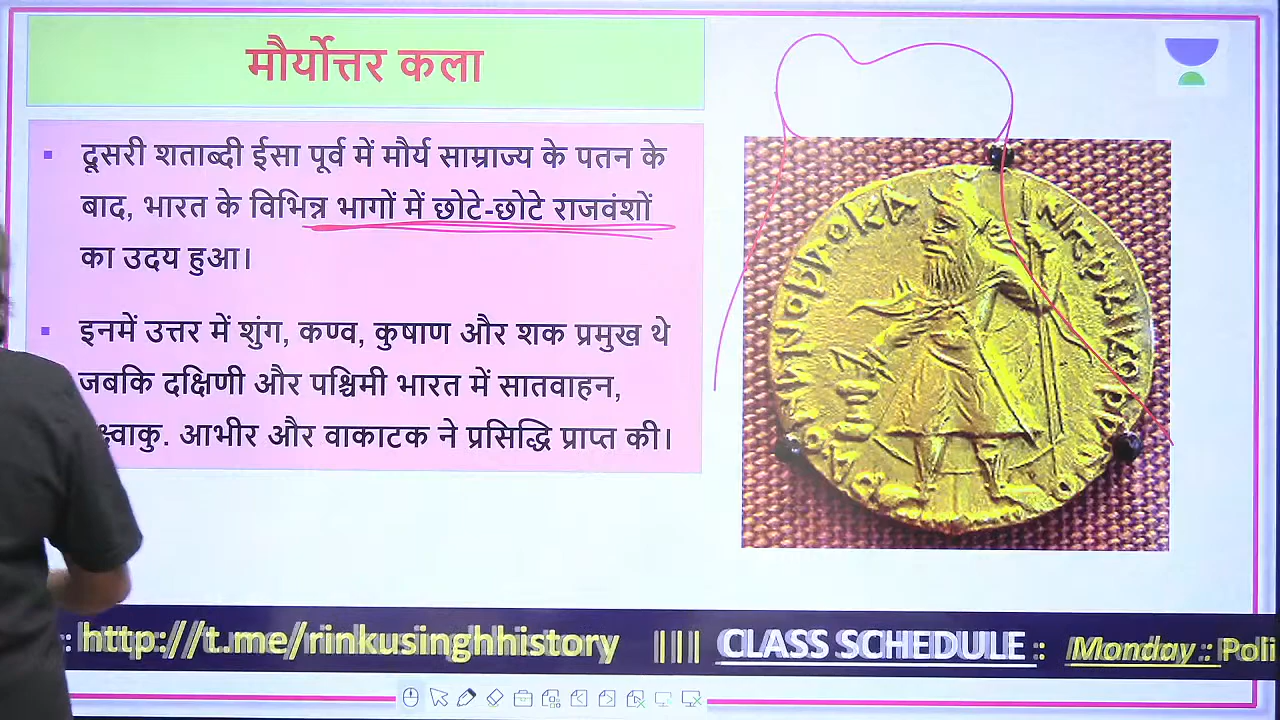 मौर्योत्तर कला
▪ दूसरी शताब्दी ईसा पूर्व में मौर्य साम्राज्य के पतन के
बाद, भारत के विभिन्न भागों में छोटे-छोटे राजवंशों
का उदय हुआ।
▪ इनमें उत्तर में शुंग, कण्व, कुषाण और शक प्रमुख थे
जबकि दक्षिणी और पश्चिमी भारत में सातवाहन,
आभीर और वाकाटक ने प्रसिद्धि प्राप्त की।
: http://t.me/rinkusinghhistory |||| CLASS SCHEDULE : Monday :: Poli